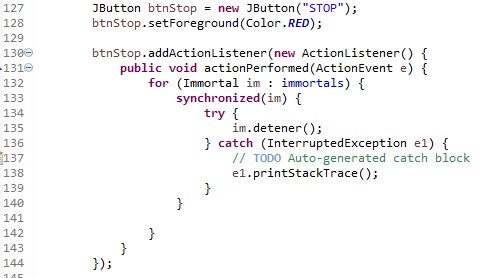 127 JButton btnStop = new JButton("STOP");
128 btnStop.setForeground(Color.RED);
129
130 btnStop.addActionListener(new ActionListener() {
131 public void actionPerformed(ActionEvent e) {
132 for (Immortal im : immortals) {
133 synchronized(im) {
134 try {
135 im.detener();
136 } catch (InterruptedException e1) {
137 // TODO Auto-generated catch block
138 e1.printStackTrace();
139 }
140 }
141
142 }
143 }
144 });
145